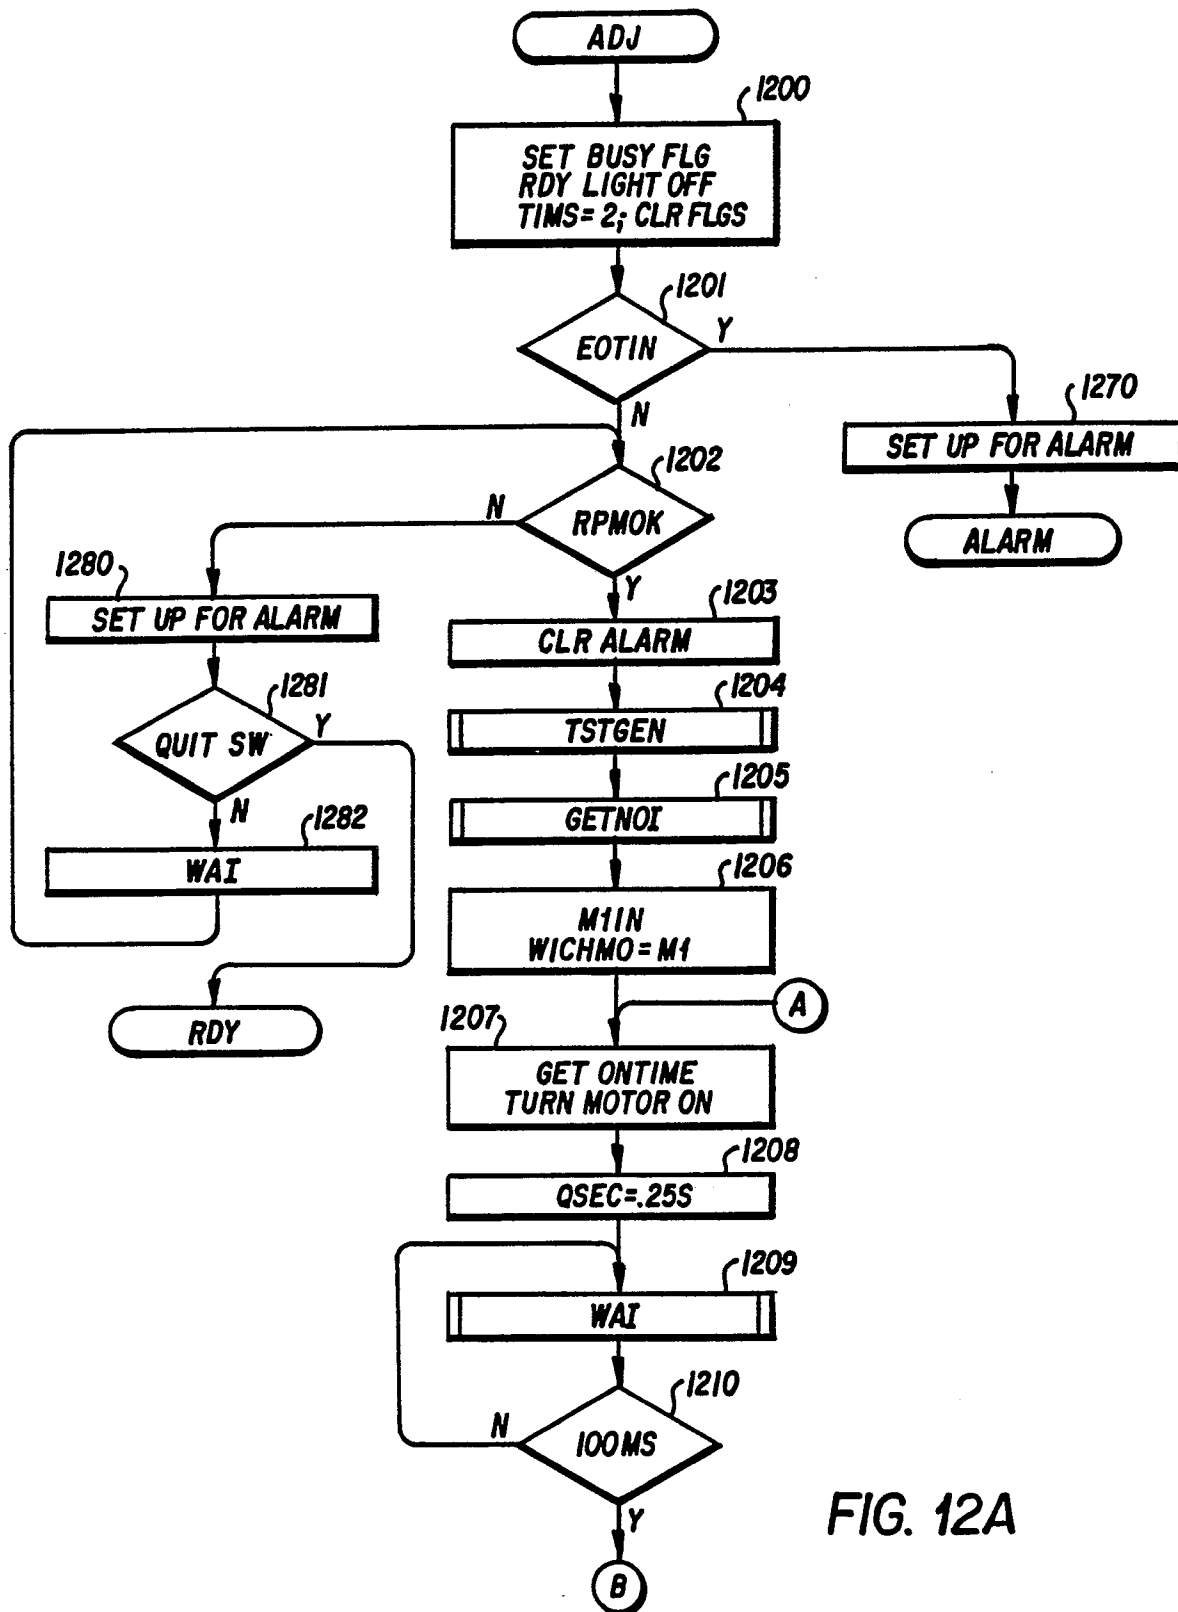 ADJ
1200
SET BUSY FLG
RDY LIGHT OFF
TIMS=2; CLR FLGS
1201
EOTIN
Y
N
1270
SET UP FOR ALARM
ALARM
1202
RPMOK
N
Y
1280
SET UP FOR ALARM
1281
QUIT SW
Y
N
1282
WAI
RDY
1203
CLR ALARM
1204
TSTGEN
1205
GETNOI
1206
M1IN
WICHMO=M1
A
1207
GET ONTIME
TURN MOTOR ON
1208
QSEC=.25S
1209
WAI
1210
100MS
N
Y
B
FIG. 12A